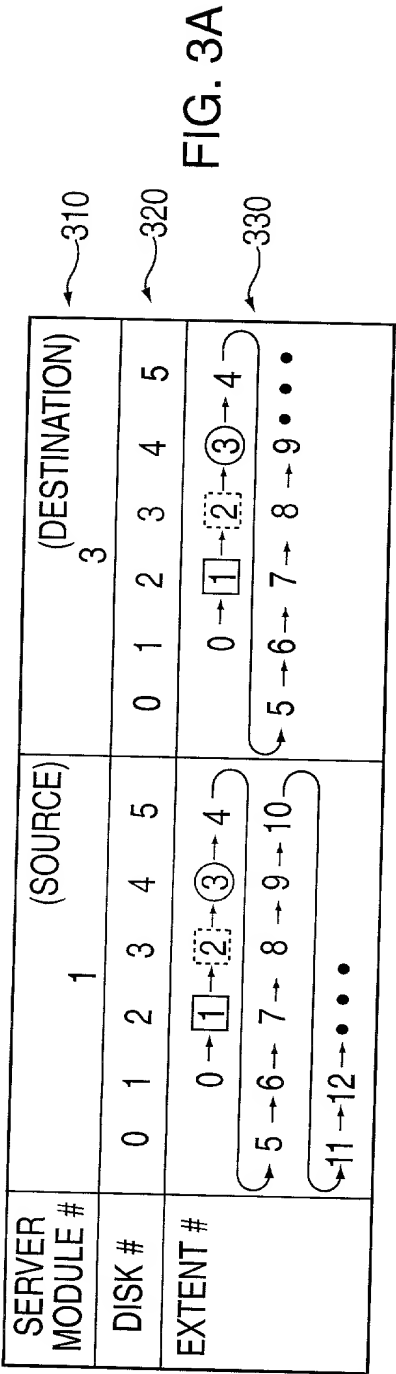 SERVER MODULE # (SOURCE) 1 (DESTINATION) 3 310
DISK # 0 1 2 3 4 5 0 1 2 3 4 5 320
EXTENT # 0 → 1 → 2 → 3 → 4 0 → 1 → 2 → 3 → 4 330
5 → 6 → 7 → 8 → 9 → 10 5 → 6 → 7 → 8 → 9 • • •
11 → 12 → • • •
FIG. 3A